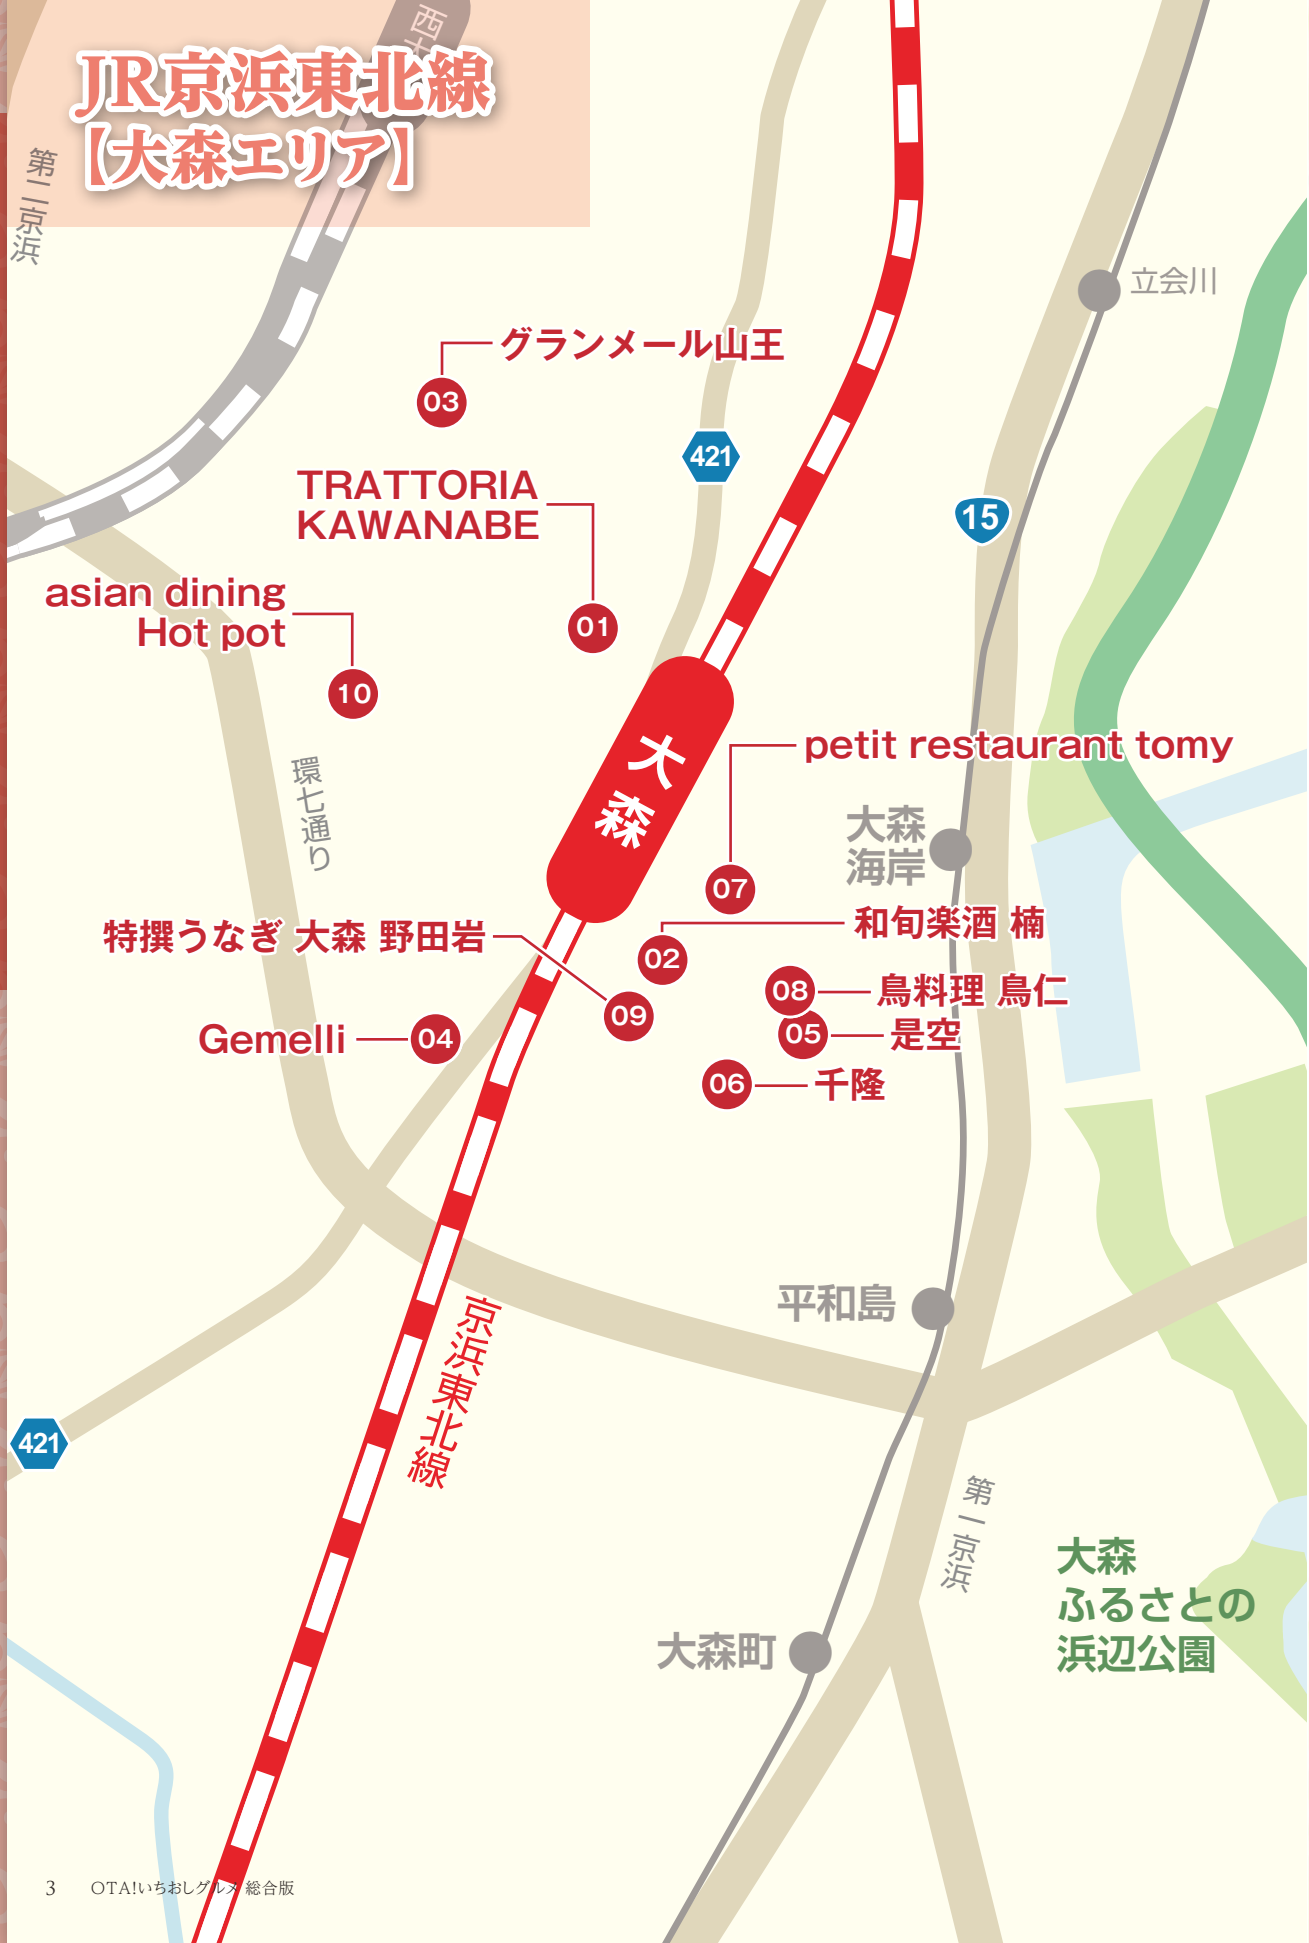 JR京浜東北線
【大森エリア】
第二京浜
立会川
グランメール山王
03
421
TRATTORIA
KAWANABE
15
asian dining
Hot pot
01
10
大森
petit restaurant tomy
環七通り
大森
海岸
07
特撰うなぎ 大森 野田岩
和旬楽酒 楠
02
08
鳥料理 鳥仁
09
Gemelli
04
05
是空
06
千隆
平和島
京浜東北線
421
第一京浜
大森
ふるさとの
浜辺公園
大森町
3 OTA!いちおしグルメ 総合版